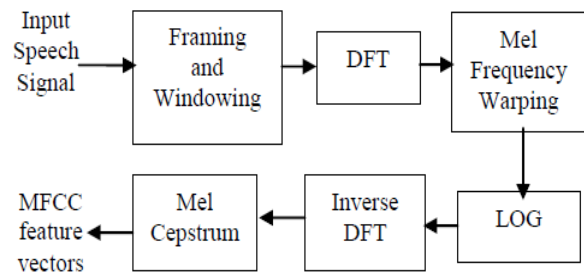 Input
Speech
Signal
Framing
and
Windowing
DFT
Mel
Frequency
Warping
LOG
Inverse
DFT
Mel
Cepstrum
MFCC
feature
vectors